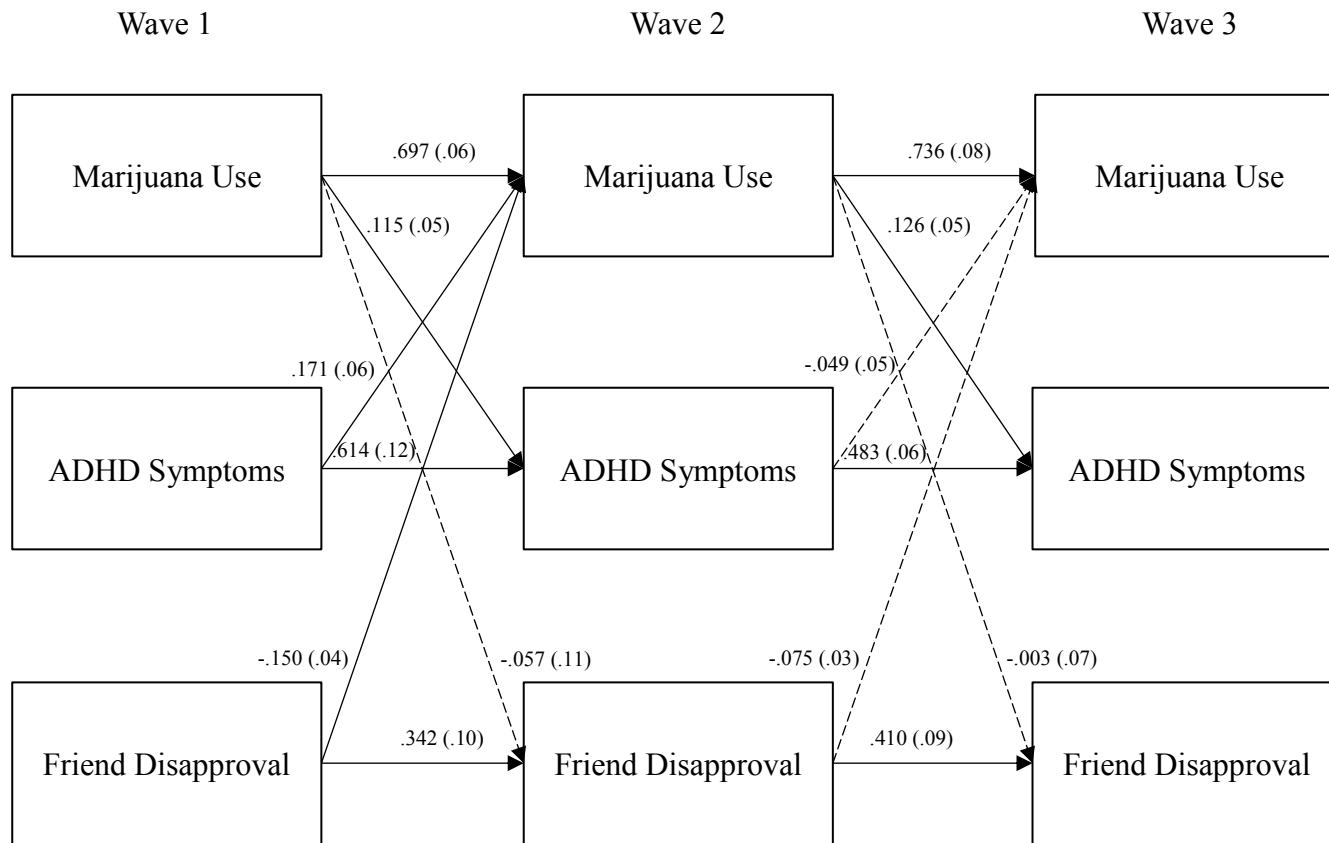 Wave 1
Wave 2
Wave 3
Marijuana Use
.697 (.06)
Marijuana Use
.736 (.08)
Marijuana Use
.115 (.05)
.126 (.05)
.171 (.06)
-.049 (.05)
ADHD Symptoms
.614 (.12)
ADHD Symptoms
.483 (.06)
ADHD Symptoms
-.150 (.04)
-.057 (.11)
-.075 (.03)
-.003 (.07)
Friend Disapproval
.342 (.10)
Friend Disapproval
.410 (.09)
Friend Disapproval